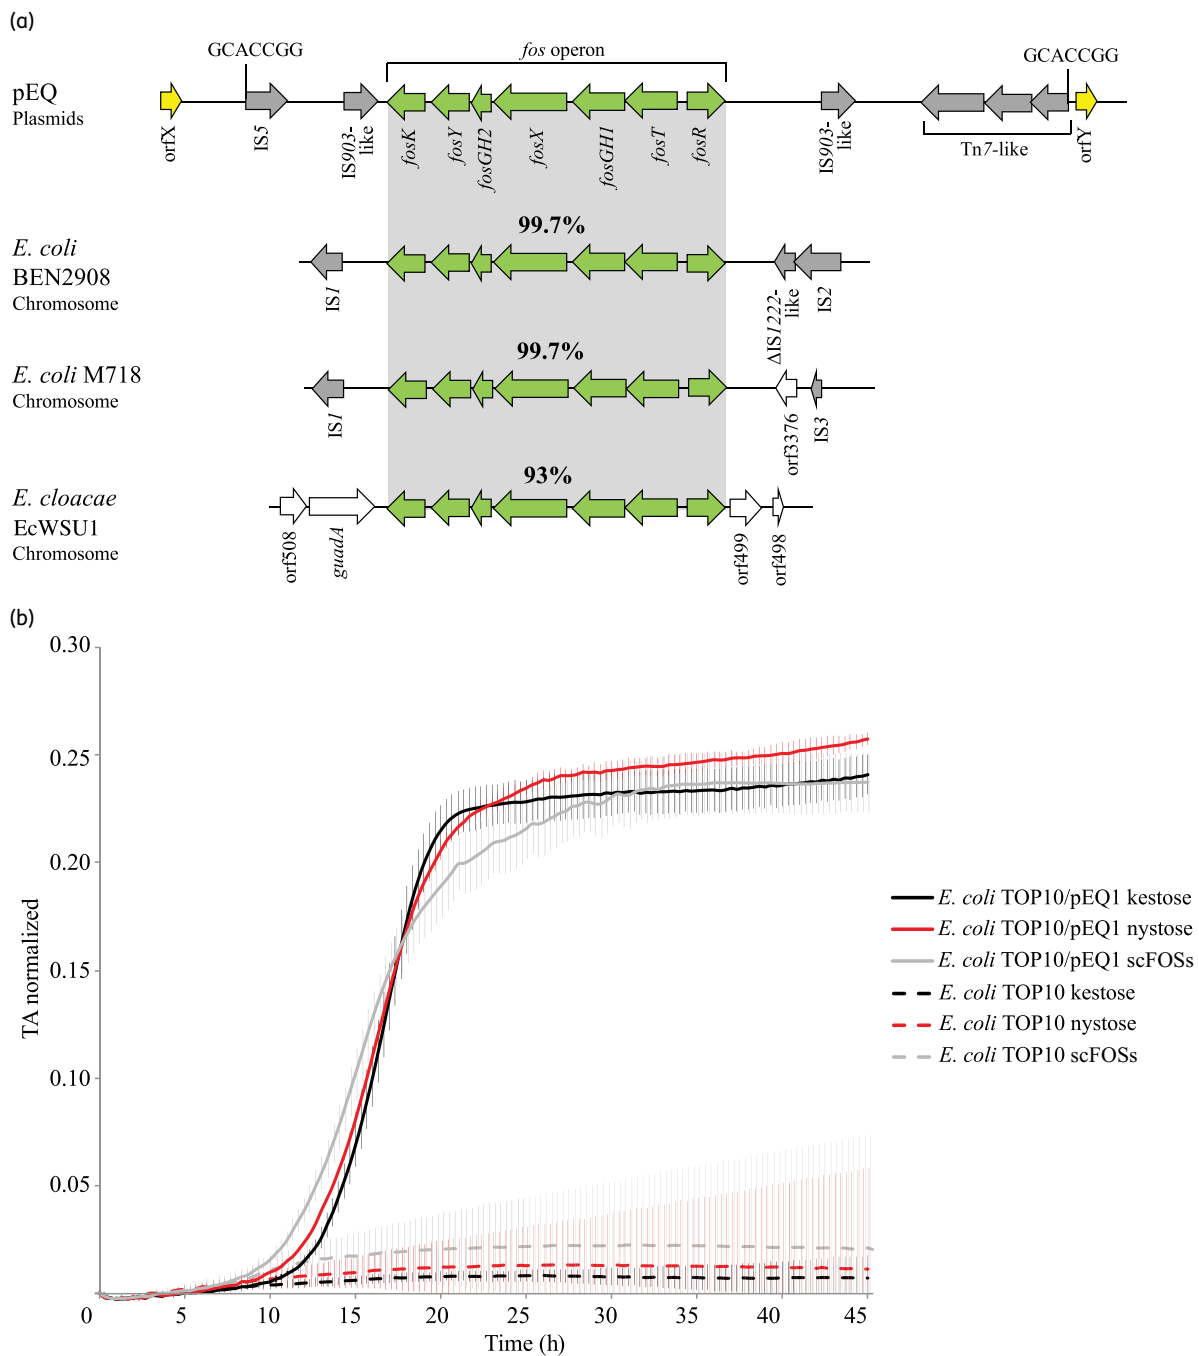 (a)
GCACCGG
fos operon
GCACCGG
pEQ
Plasmids
orfX
IS5
IS903-
like
fosK
fosY
fosGH2
fosX
fosGH1
fosT
fosR
IS903-
like
Tn7-like
orfY
99.7%
E. coli
BEN2908
Chromosome
IS1
ΔIS1222-
like
IS2
99.7%
E. coli M718
Chromosome
IS1
orf3376
IS3
93%
E. cloacae
EcWSU1
Chromosome
orf508
guadA
orf499
orf498
(b)
0.30
0.25
0.20
0.15
0.10
0.05
TA normalized
0
5
10
15
20
25
30
35
40
45
Time (h)
E. coli TOP10/pEQ1 kestose
E. coli TOP10/pEQ1 nystose
E. coli TOP10/pEQ1 scFOSs
E. coli TOP10 kestose
E. coli TOP10 nystose
E. coli TOP10 scFOSs